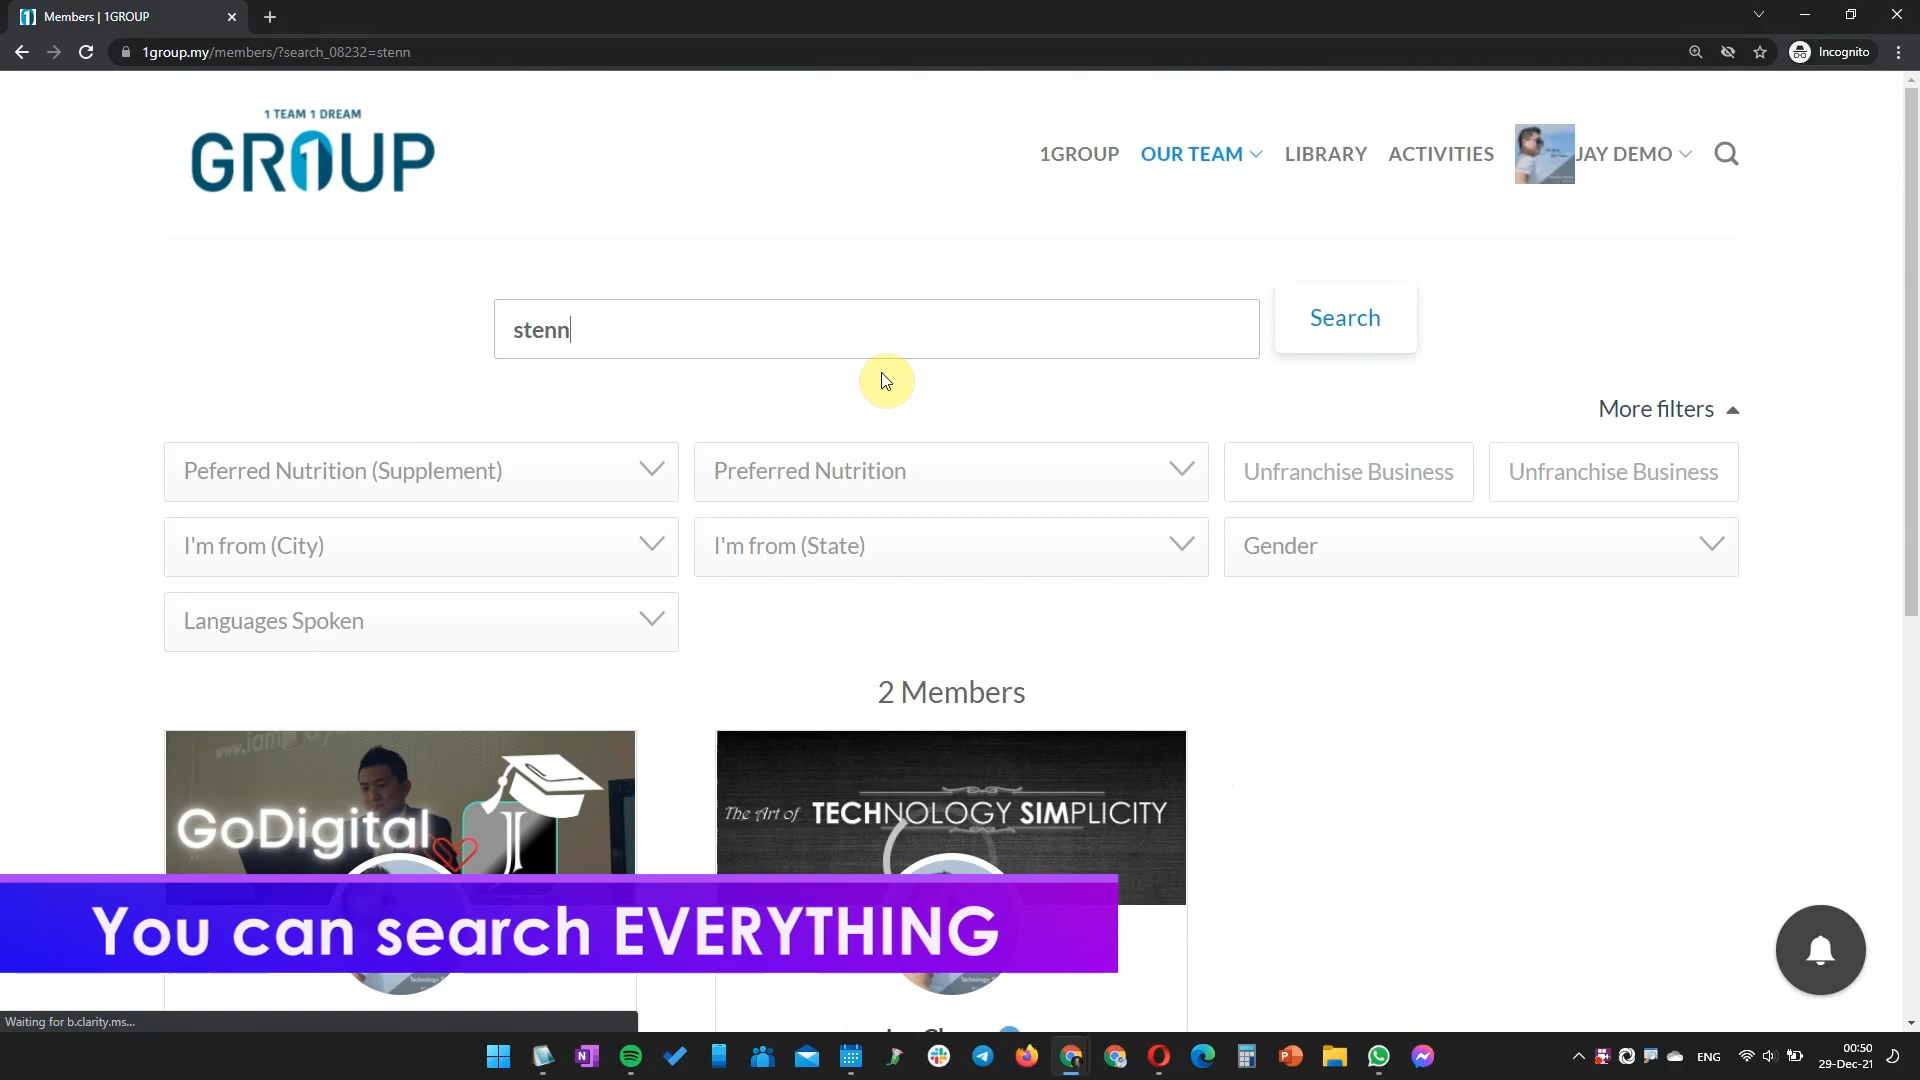 Members | 1GROUP
1group.my/members/?search_08232=stenn
Incognito
1 TEAM 1 DREAM
GR1UP
1GROUP OUR TEAM LIBRARY ACTIVITIES JAY DEMO
stenn
Search
More filters
Peferred Nutrition (Supplement) Preferred Nutrition Unfranchise Business Unfranchise Business
I'm from (City) I'm from (State) Gender
Languages Spoken
2 Members
GoDigital
The Art of TECHNOLOGY SIMPLICITY
You can search EVERYTHING
Waiting for b.clarity.ms...
ENG
00:50
29-Dec-21